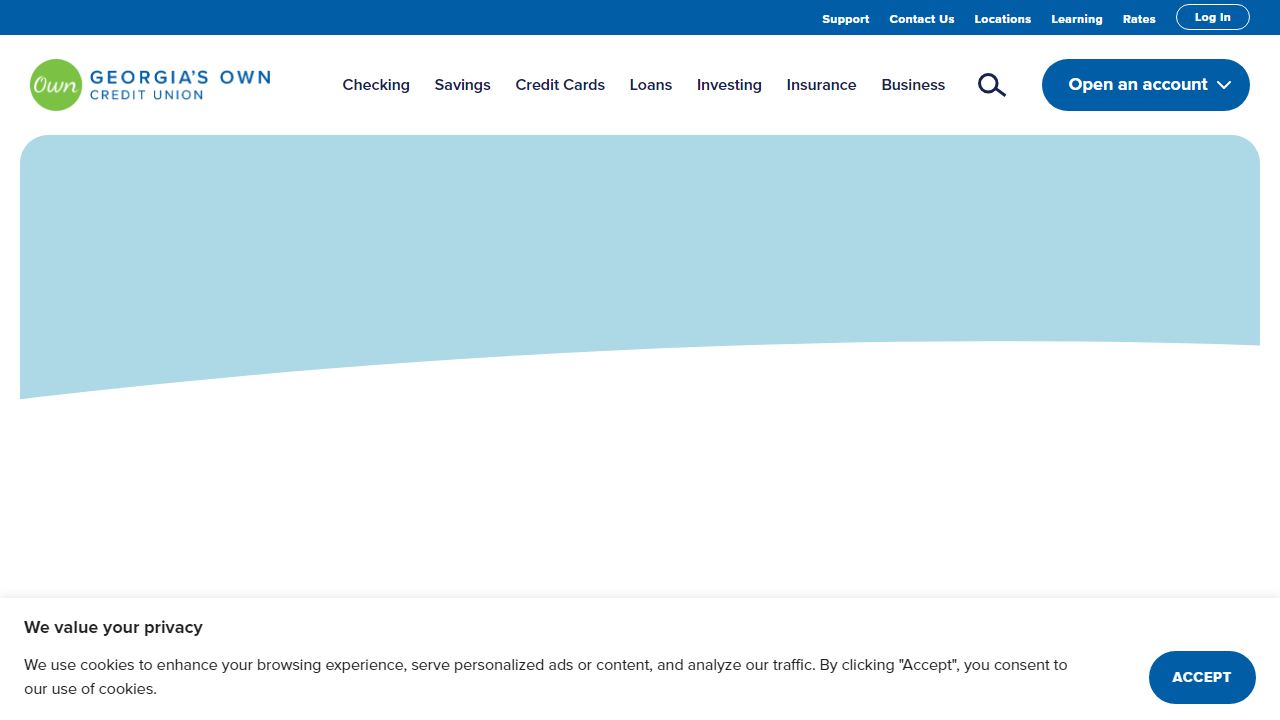 Support Contact Us Locations Learning Rates Log In
Own GEORGIA'S OWN
CREDIT UNION
Checking Savings Credit Cards Loans Investing Insurance Business Open an account
We value your privacy
We use cookies to enhance your browsing experience, serve personalized ads or content, and analyze our traffic. By clicking "Accept", you consent to
our use of cookies.
ACCEPT